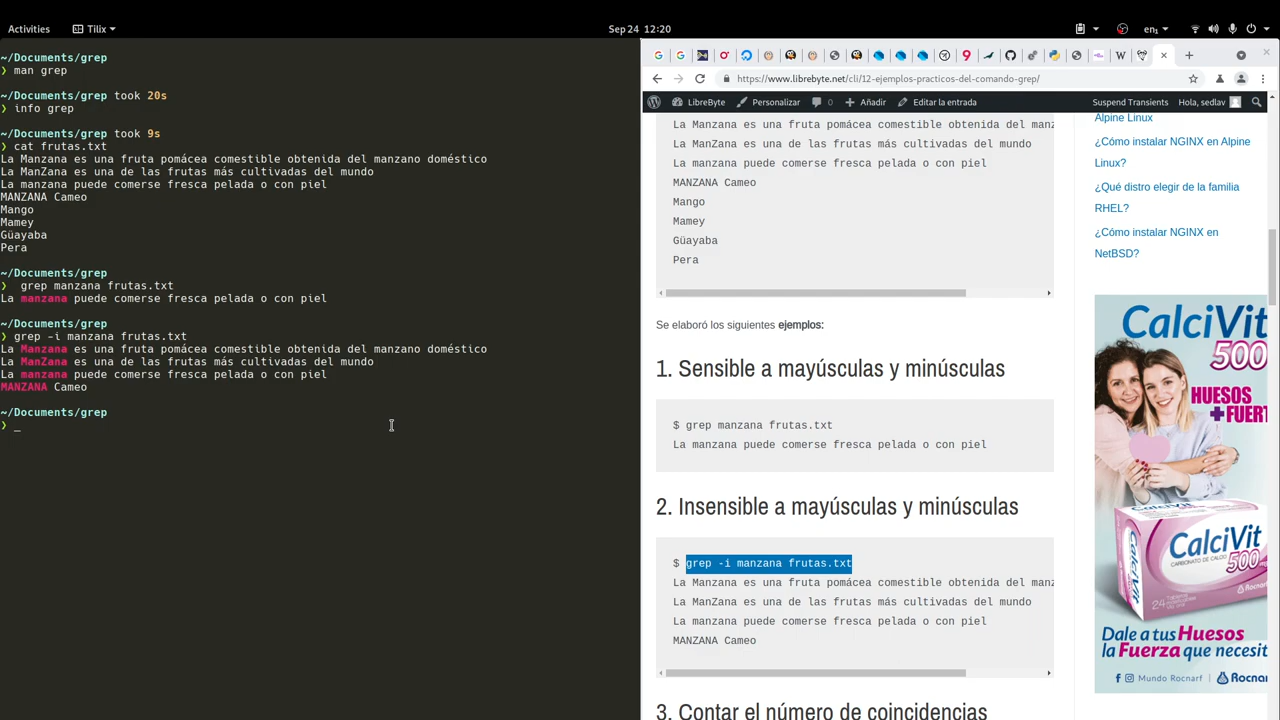 Activities
Tilix
Sep 24 12:20
en₁
~/Documents/grep
❯ man grep
~/Documents/grep took 20s
❯ info grep
~/Documents/grep took 9s
❯ cat frutas.txt
La Manzana es una fruta pomácea comestible obtenida del manzano doméstico
La ManZana es una de las frutas más cultivadas del mundo
La manzana puede comerse fresca pelada o con piel
MANZANA Cameo
Mango
Mamey
Güayaba
Pera
~/Documents/grep
❯  grep manzana frutas.txt
La manzana puede comerse fresca pelada o con piel
~/Documents/grep
❯ grep -i manzana frutas.txt
La Manzana es una fruta pomácea comestible obtenida del manzano doméstico
La ManZana es una de las frutas más cultivadas del mundo
La manzana puede comerse fresca pelada o con piel
MANZANA Cameo
~/Documents/grep
❯ _
https://www.librebyte.net/cli/12-ejemplos-practicos-del-comando-grep/
LibreByte
Personalizar
0
Añadir
Editar la entrada
Suspend Transients
Hola, sedlav
La Manzana es una fruta pomácea comestible obtenida del manz
La ManZana es una de las frutas más cultivadas del mundo
La manzana puede comerse fresca pelada o con piel
MANZANA Cameo
Mango
Mamey
Güayaba
Pera
Se elaboró los siguientes ejemplos:
1. Sensible a mayúsculas y minúsculas
$ grep manzana frutas.txt
La manzana puede comerse fresca pelada o con piel
2. Insensible a mayúsculas y minúsculas
$ grep -i manzana frutas.txt
La Manzana es una fruta pomácea comestible obtenida del manz
La ManZana es una de las frutas más cultivadas del mundo
La manzana puede comerse fresca pelada o con piel
MANZANA Cameo
3. Contar el número de coincidencias
Alpine Linux
¿Cómo instalar NGINX en Alpine
Linux?
¿Qué distro elegir de la familia
RHEL?
¿Cómo instalar NGINX en
NetBSD?
CalciVit
500
HUESOS
+FUERT
CalciVit
CalciVit
CARBONATO DE CALCIO
500
24
Rocnarf
Dale a tus Huesos
la Fuerza que necesit
Mundo Rocnarf
Rocna